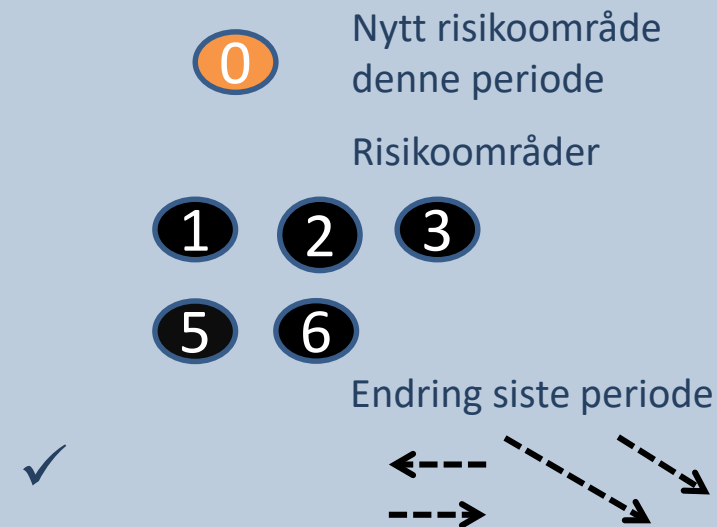 0 Nytt risikoområde
denne periode
Risikoområder
1 2 3
5 6
Endring siste periode